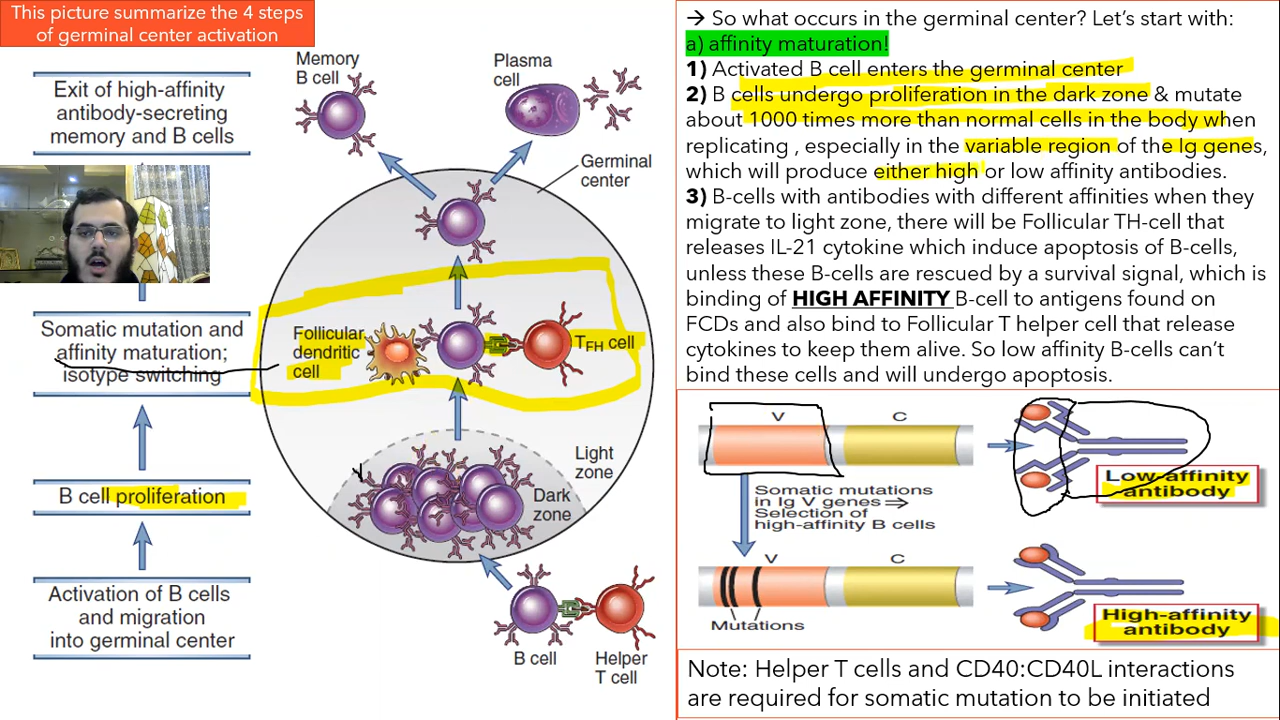 This picture summarize the 4 steps
of germinal center activation
Exit of high-affinity
antibody-secreting
memory and B cells
Somatic mutation and
affinity maturation;
isotype switching
B cell proliferation
Activation of B cells
and migration
into germinal center
Memory
B cell
Plasma
cell
Germinal
center
Follicular
dendritic
cell
TFH cell
Light
zone
Dark
zone
B cell
Helper
T cell
→ So what occurs in the germinal center? Let's start with:
a) affinity maturation!
1) Activated B cell enters the germinal center
2) B cells undergo proliferation in the dark zone & mutate
about 1000 times more than normal cells in the body when
replicating , especially in the variable region of the Ig genes,
which will produce either high or low affinity antibodies.
3) B-cells with antibodies with different affinities when they
migrate to light zone, there will be Follicular TH-cell that
releases IL-21 cytokine which induce apoptosis of B-cells,
unless these B-cells are rescued by a survival signal, which is
binding of HIGH AFFINITY B-cell to antigens found on
FCDs and also bind to Follicular T helper cell that release
cytokines to keep them alive. So low affinity B-cells can't
bind these cells and will undergo apoptosis.
V
C
Low-affinity
antibody
Somatic mutations
in Ig V genes ⇒
Selection of
high-affinity B cells
V
C
Mutations
High-affinity
antibody
Note: Helper T cells and CD40:CD40L interactions
are required for somatic mutation to be initiated